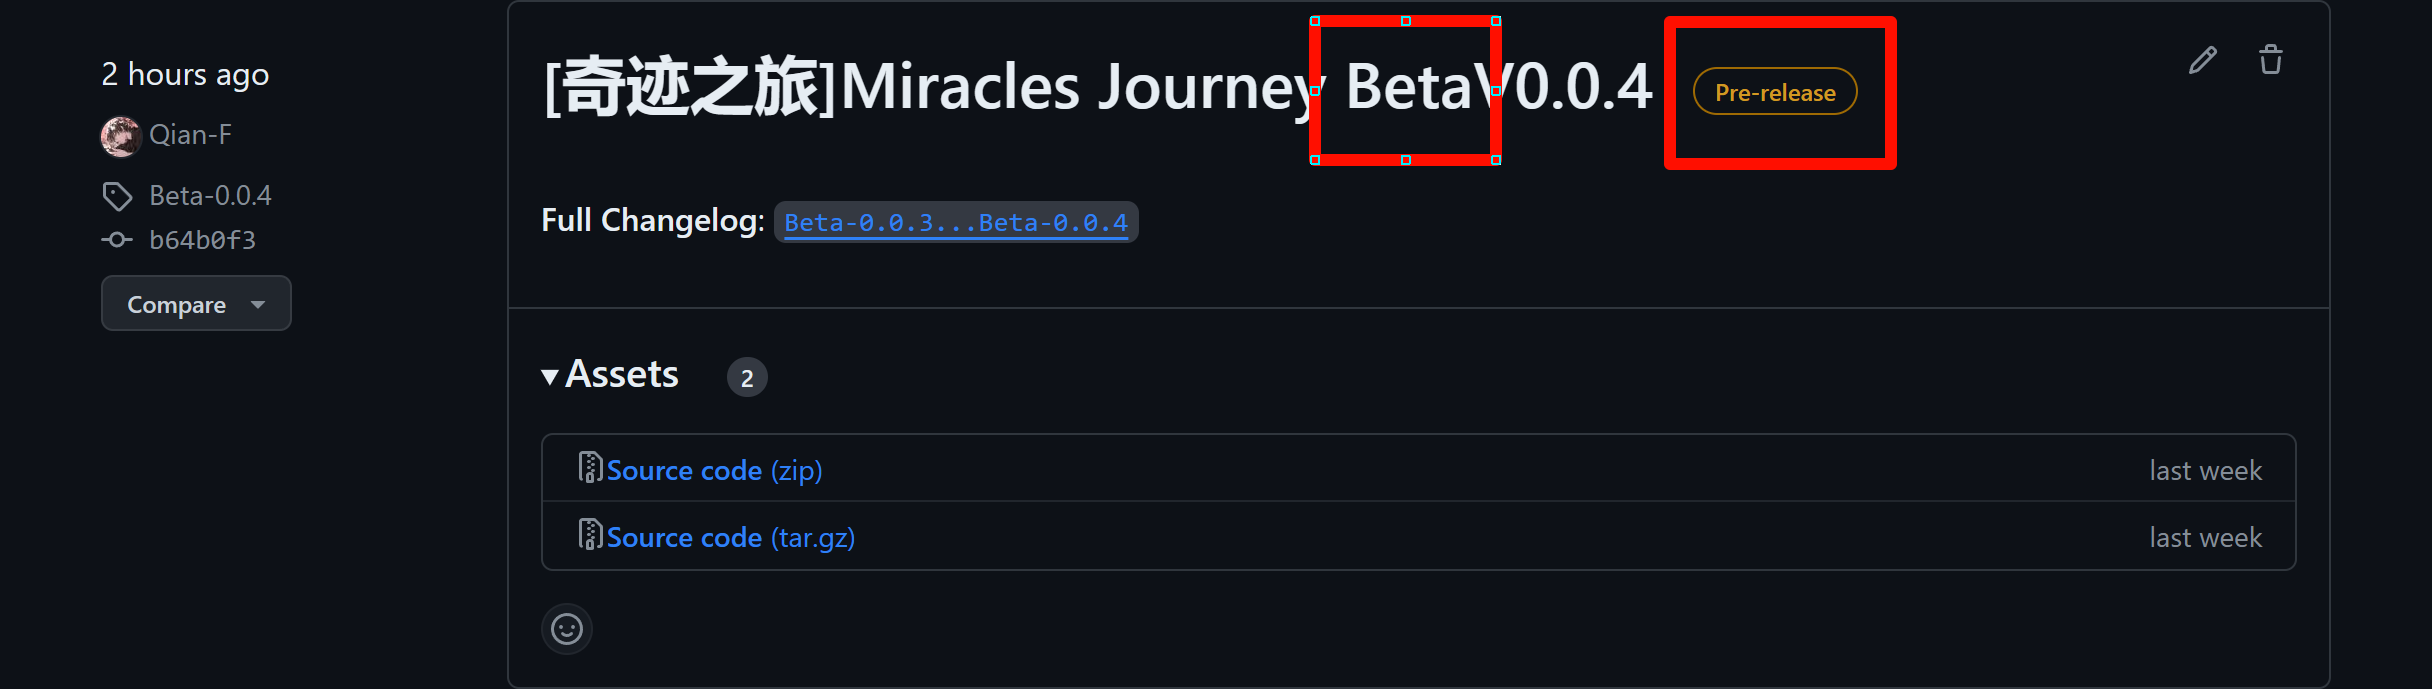 2 hours ago
Qian-F
Beta-0.0.4
b64b0f3
Compare
[奇迹之旅]Miracles Journey BetaV0.0.4
Pre-release
Full Changelog: Beta-0.0.3...Beta-0.0.4
Assets 2
Source code (zip) last week
Source code (tar.gz) last week